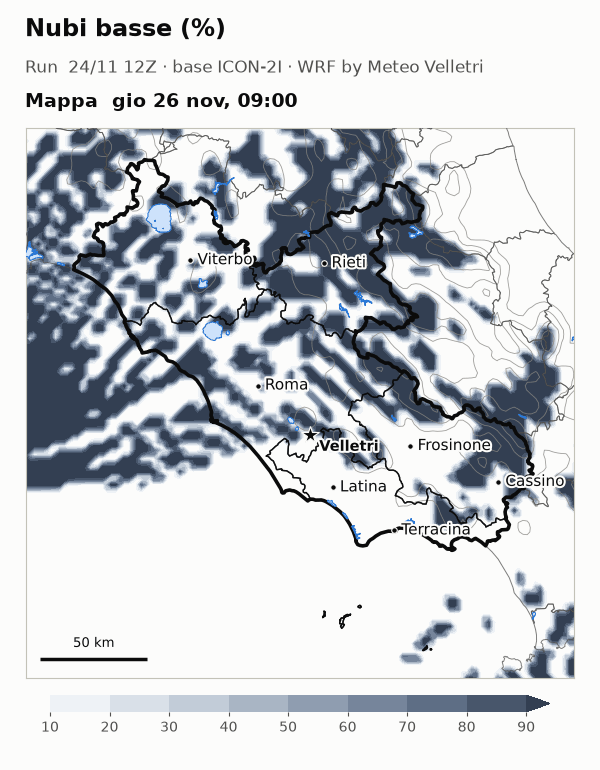 Nubi basse (%)
Run 24/11 12Z · base ICON-2I · WRF by Meteo Velletri
Mappa gio 26 nov, 09:00
Viterbo
Rieti
Roma
Velletri
Frosinone
Latina
Cassino
Terracina
50 km
10 20 30 40 50 60 70 80 90